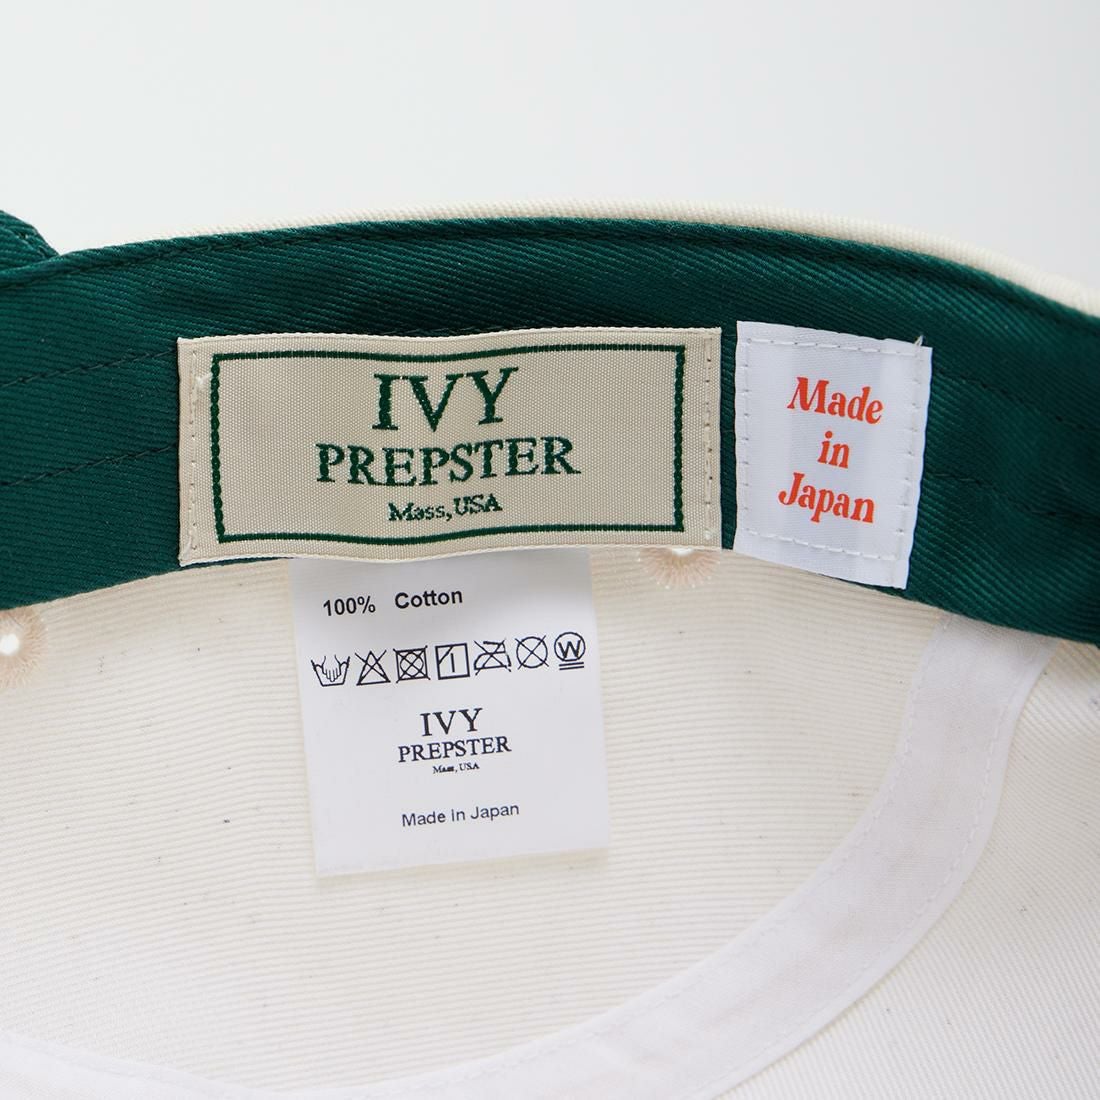 IVY
PREPSTER
Mass, USA
Made
in
Japan
100% Cotton
W
IVY
PREPSTER
Mass, USA
Made in Japan